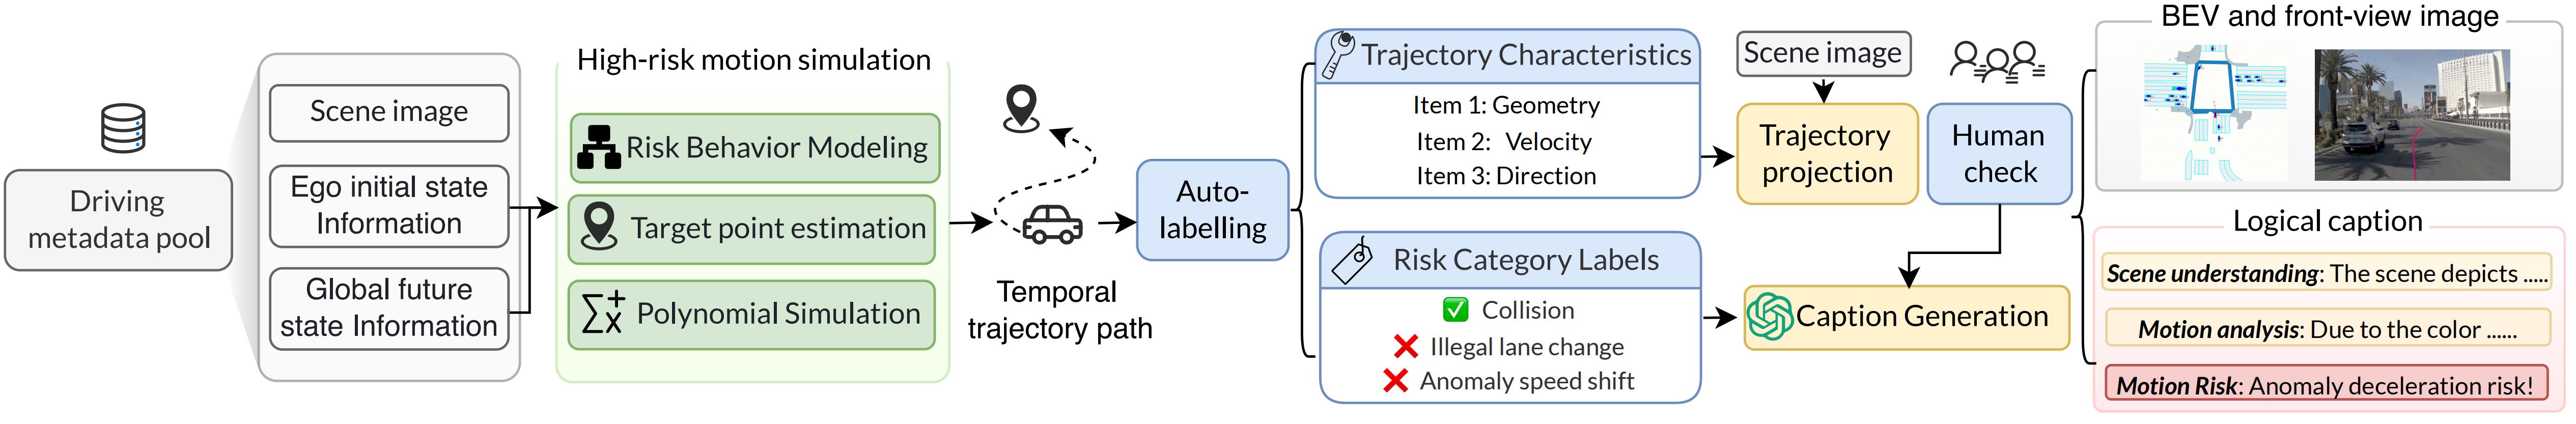 Driving
metadata pool
Scene image
Ego initial state
Information
Global future
state Information
High-risk motion simulation
Risk Behavior Modeling
Target point estimation
Polynomial Simulation
Temporal
trajectory path
Auto-
labelling
Trajectory Characteristics
Item 1: Geometry
Item 2: Velocity
Item 3: Direction
Risk Category Labels
Collision
Illegal lane change
Anomaly speed shift
Scene image
Trajectory
projection
Human
check
Caption Generation
BEV and front-view image
Logical caption
Scene understanding: The scene depicts .....
Motion analysis: Due to the color ......
Motion Risk: Anomaly deceleration risk!